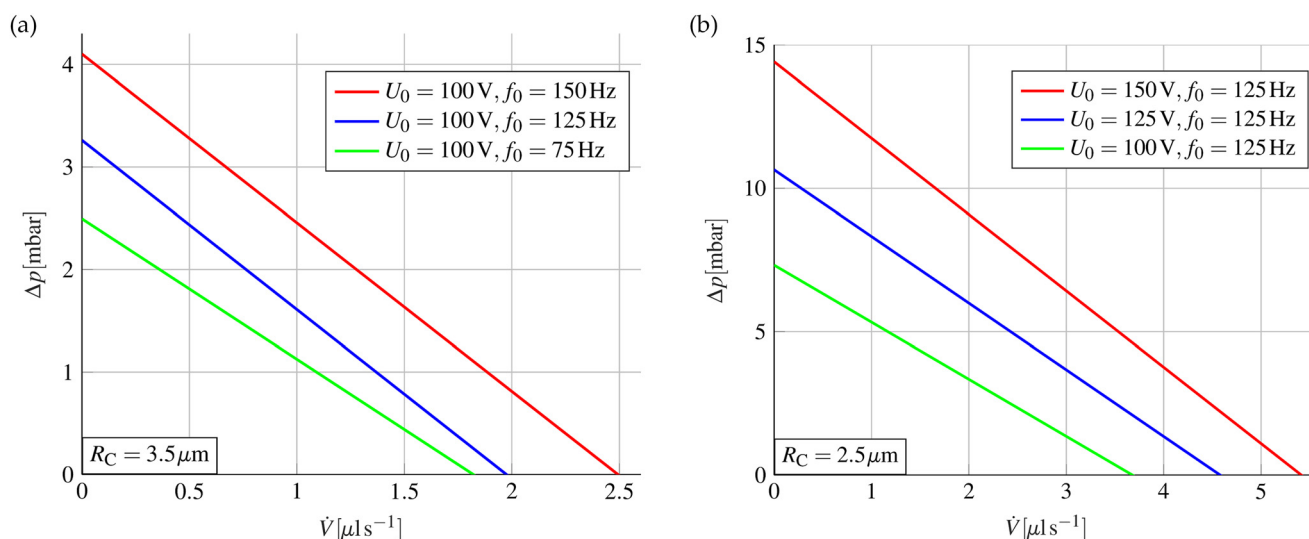 (a)
4
3
2
1
0
Δp[mbar]
U₀ = 100 V, f₀ = 150 Hz
U₀ = 100 V, f₀ = 125 Hz
U₀ = 100 V, f₀ = 75 Hz
R_C = 3.5 μm
0 0.5 1 1.5 2 2.5
V̇[μl s⁻¹]
(b)
15
10
5
0
Δp[mbar]
U₀ = 150 V, f₀ = 125 Hz
U₀ = 125 V, f₀ = 125 Hz
U₀ = 100 V, f₀ = 125 Hz
R_C = 2.5 μm
0 1 2 3 4 5
V̇[μl s⁻¹]